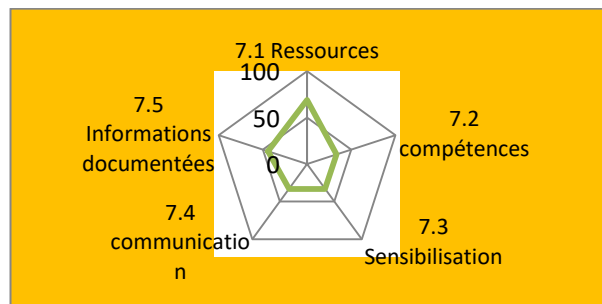 7.1 Ressources
100
50
0
7.2
compétences
7.3
Sensibilisation
7.4
communicatio
n
7.5
Informations
documentées